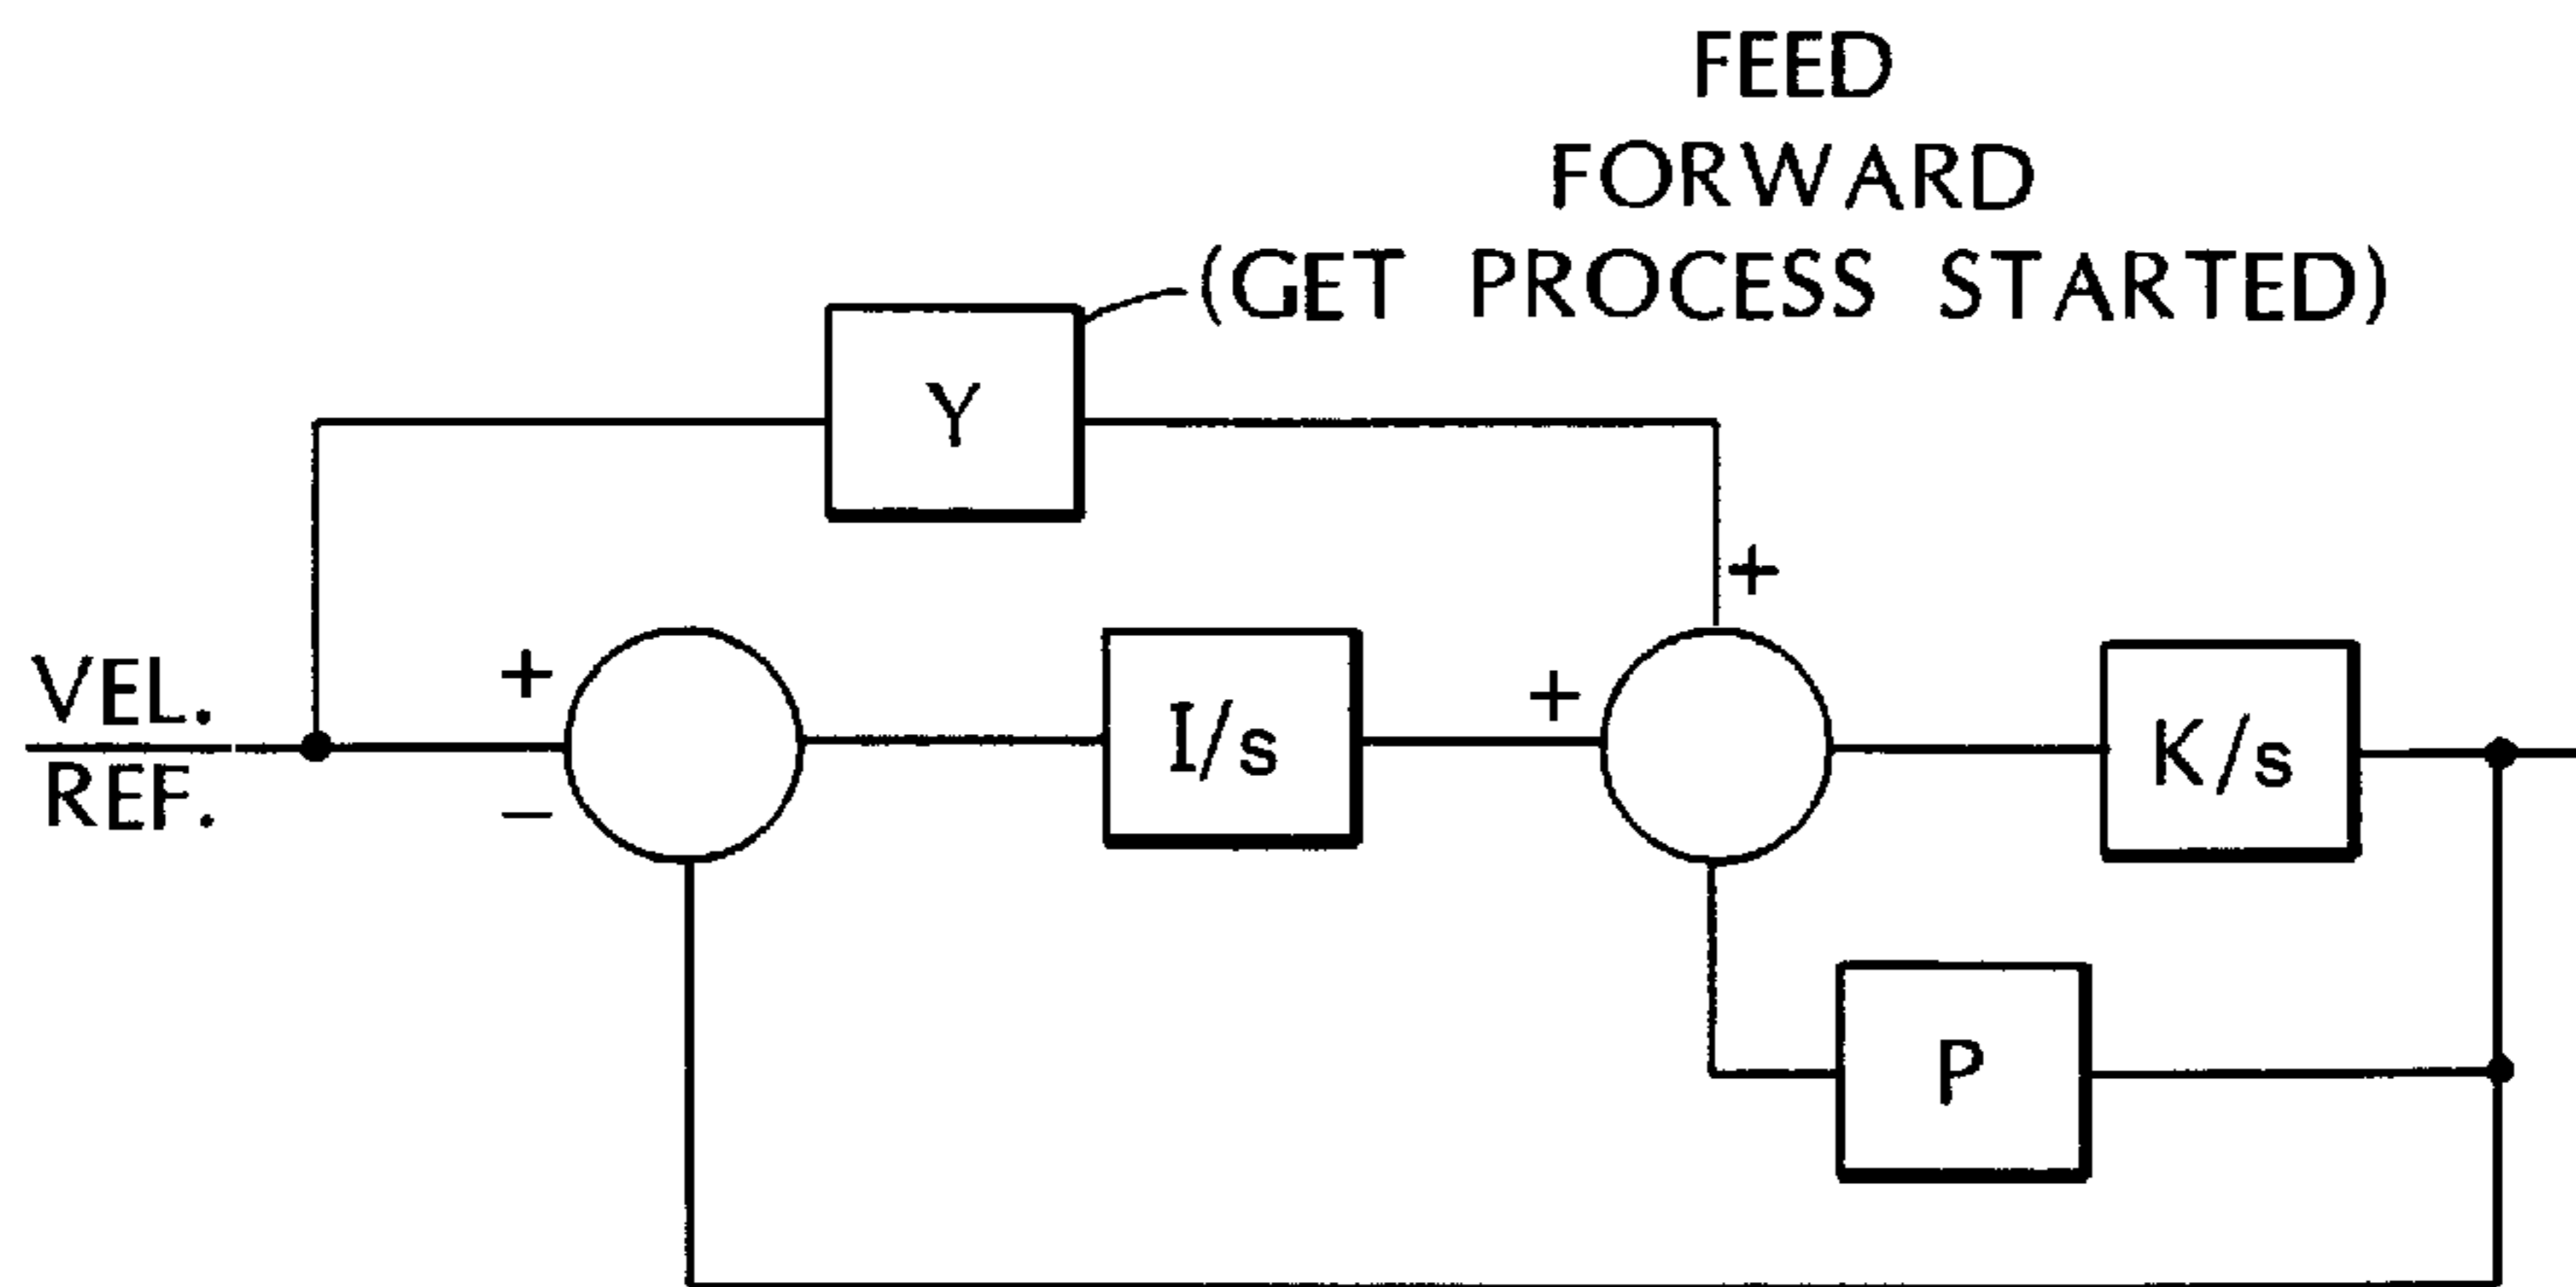 FEED
FORWARD
(GET PROCESS STARTED)
Y
+
VEL.
REF.
+
−
I/s
+
K/s
P